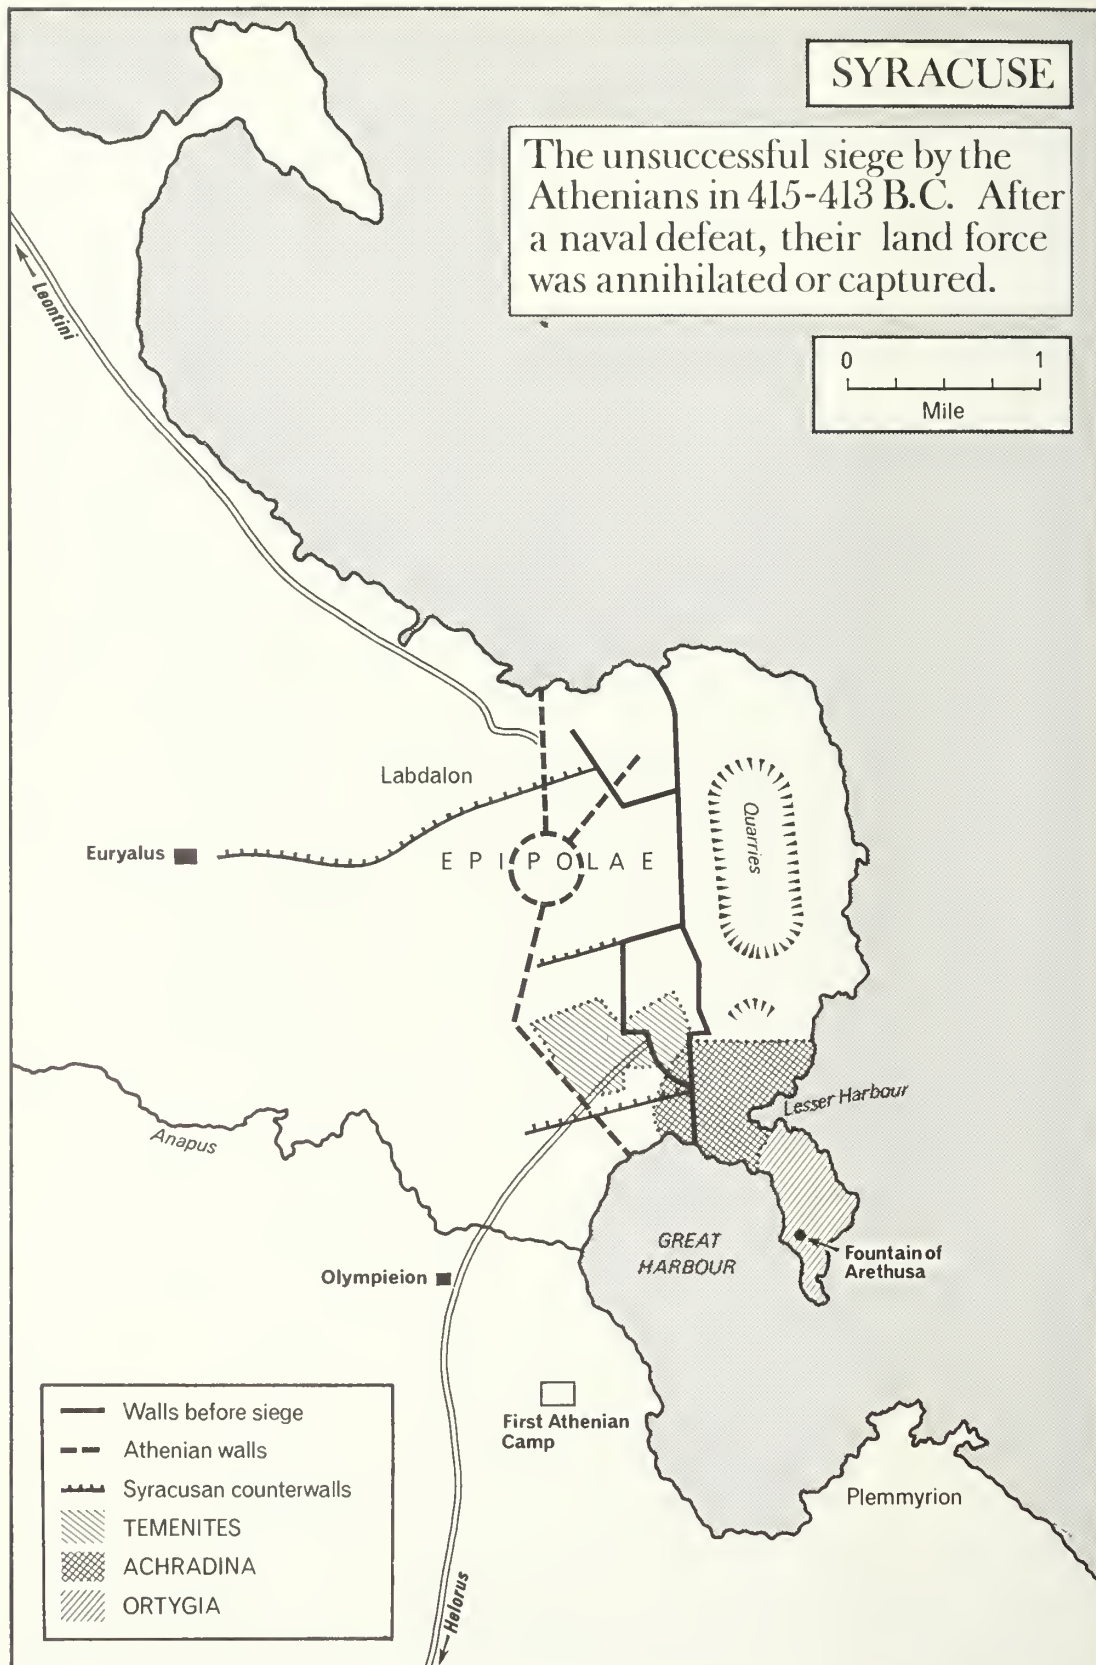 SYRACUSE
The unsuccessful siege by the
Athenians in 415-413 B.C. After
a naval defeat, their land force
was annihilated or captured.
0 1
Mile
Leontini
Labdalon
Euryalus
EPIPOLAE
Quarries
Lesser Harbour
Anapus
GREAT
HARBOUR
Fountain of
Arethusa
Olympieion
First Athenian
Camp
Plemmyrion
Helorus
Walls before siege
Athenian walls
Syracusan counterwalls
TEMENITES
ACHRADINA
ORTYGIA